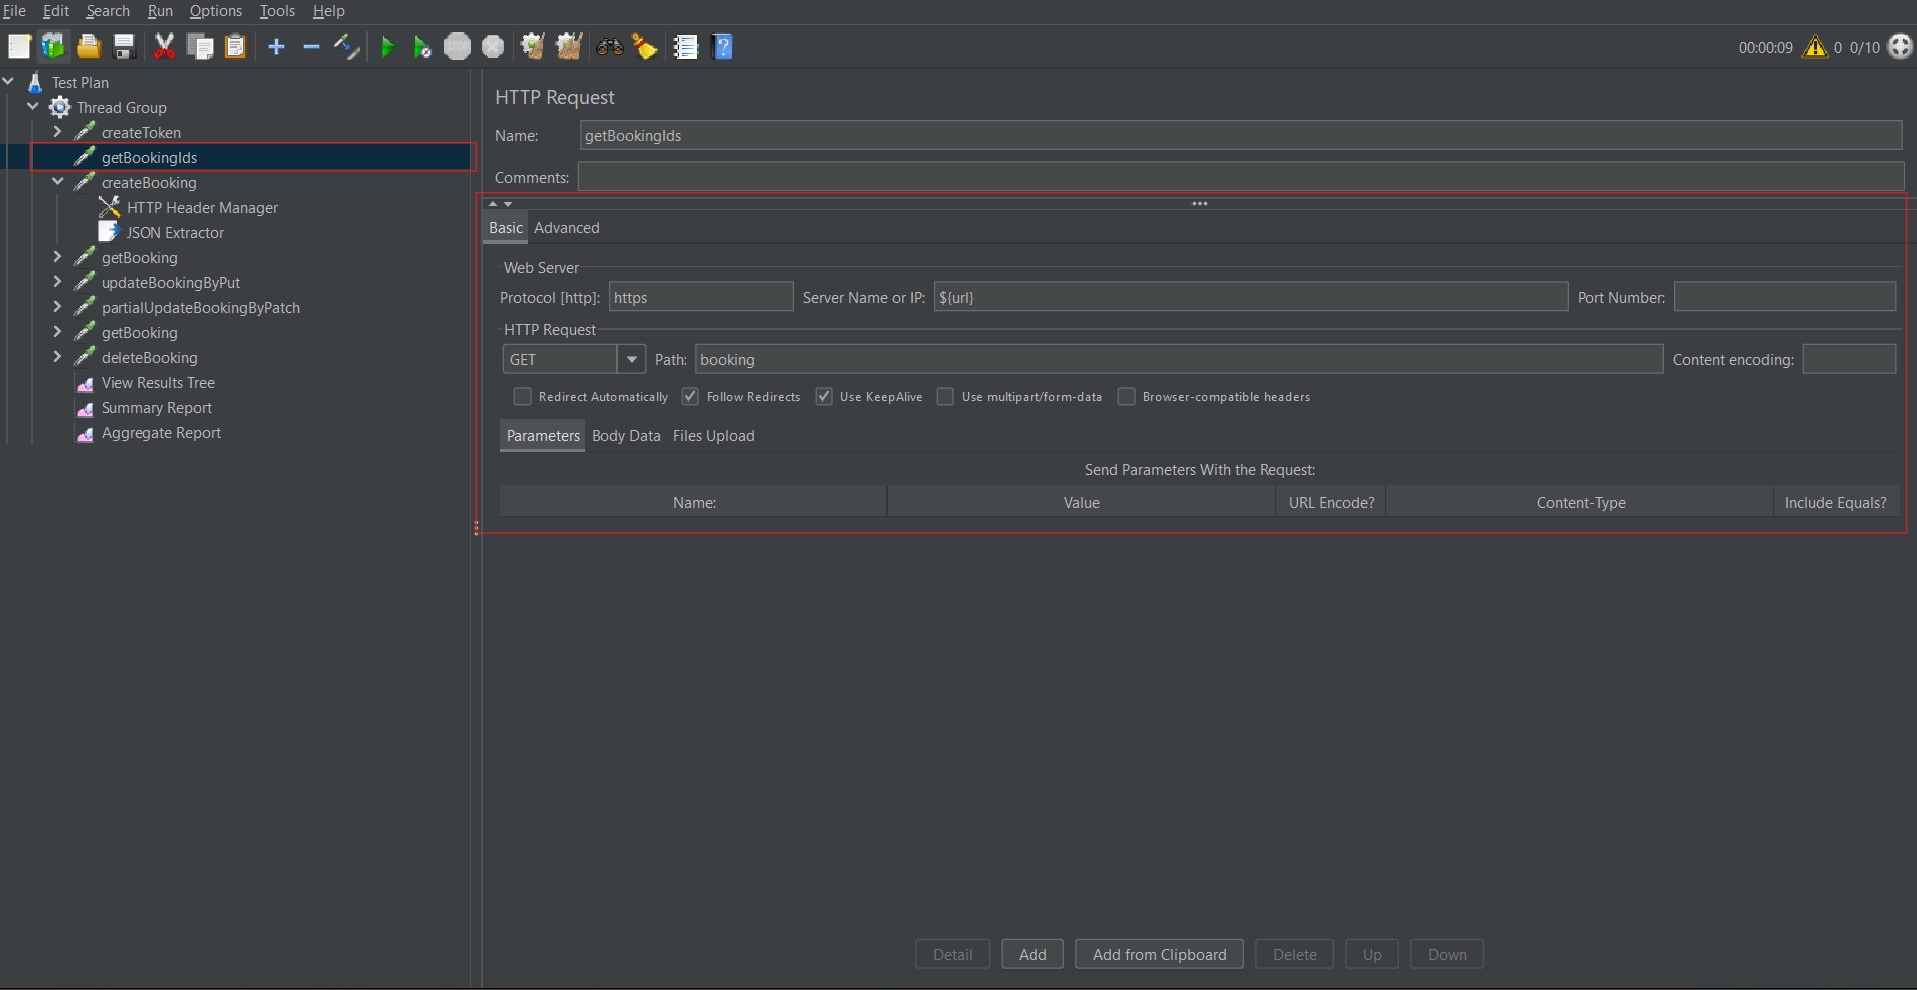 File Edit Search Run Options Tools Help
STOP
00:00:09 0 0/10
Test Plan
Thread Group
createToken
getBookingIds
createBooking
HTTP Header Manager
JSON Extractor
getBooking
updateBookingByPut
partialUpdateBookingByPatch
getBooking
deleteBooking
View Results Tree
Summary Report
Aggregate Report
HTTP Request
Name: getBookingIds
Comments:
Basic Advanced
Web Server
Protocol [http]: https Server Name or IP: ${url} Port Number:
HTTP Request
GET Path: booking Content encoding:
Redirect Automatically Follow Redirects Use KeepAlive Use multipart/form-data Browser-compatible headers
Parameters Body Data Files Upload
Send Parameters With the Request:
Name: Value URL Encode? Content-Type Include Equals?
Detail Add Add from Clipboard Delete Up Down